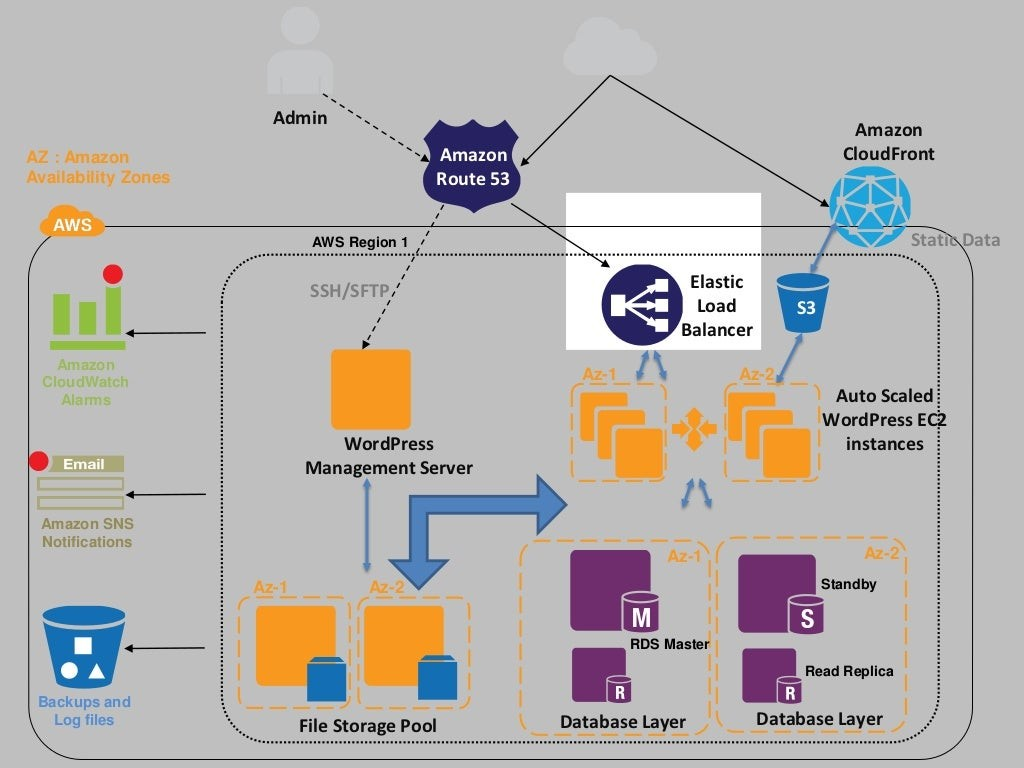 Admin
Amazon
Route 53
Amazon
CloudFront
AZ : Amazon
Availability Zones
AWS
AWS Region 1
Static Data
SSH/SFTP
Elastic
Load
Balancer
S3
Amazon
CloudWatch
Alarms
Az-1
Az-2
Auto Scaled
WordPress EC2
instances
WordPress
Management Server
Email
Amazon SNS
Notifications
Az-1
Az-2
Az-1
Az-2
Standby
M
S
RDS Master
Read Replica
R
R
Backups and
Log files
File Storage Pool
Database Layer
Database Layer